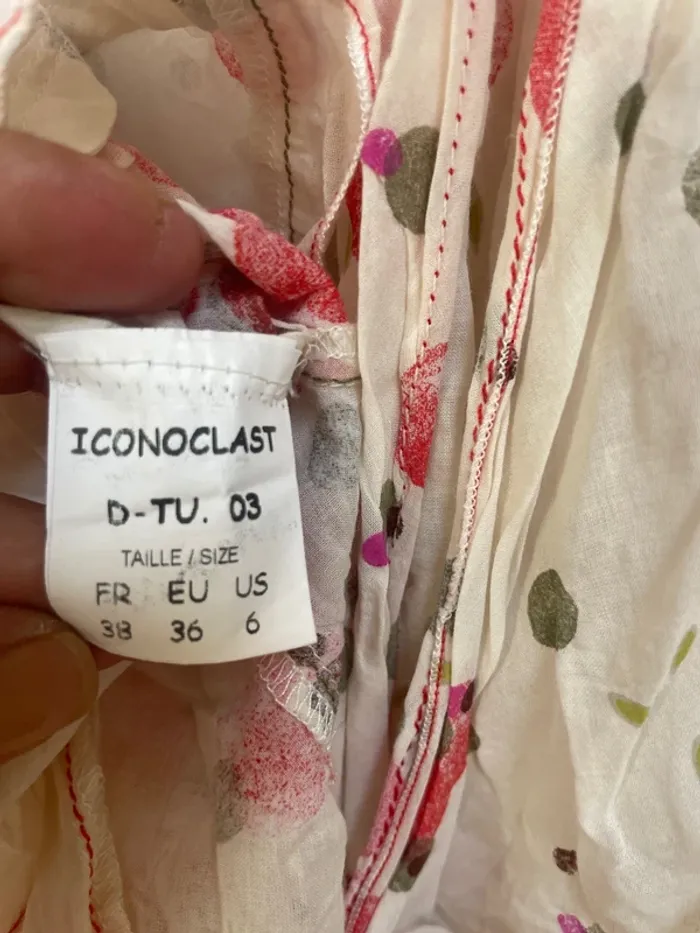 ICONOCLAST
D-TU. 03
TAILLE / SIZE
FR EU US
38 36 6